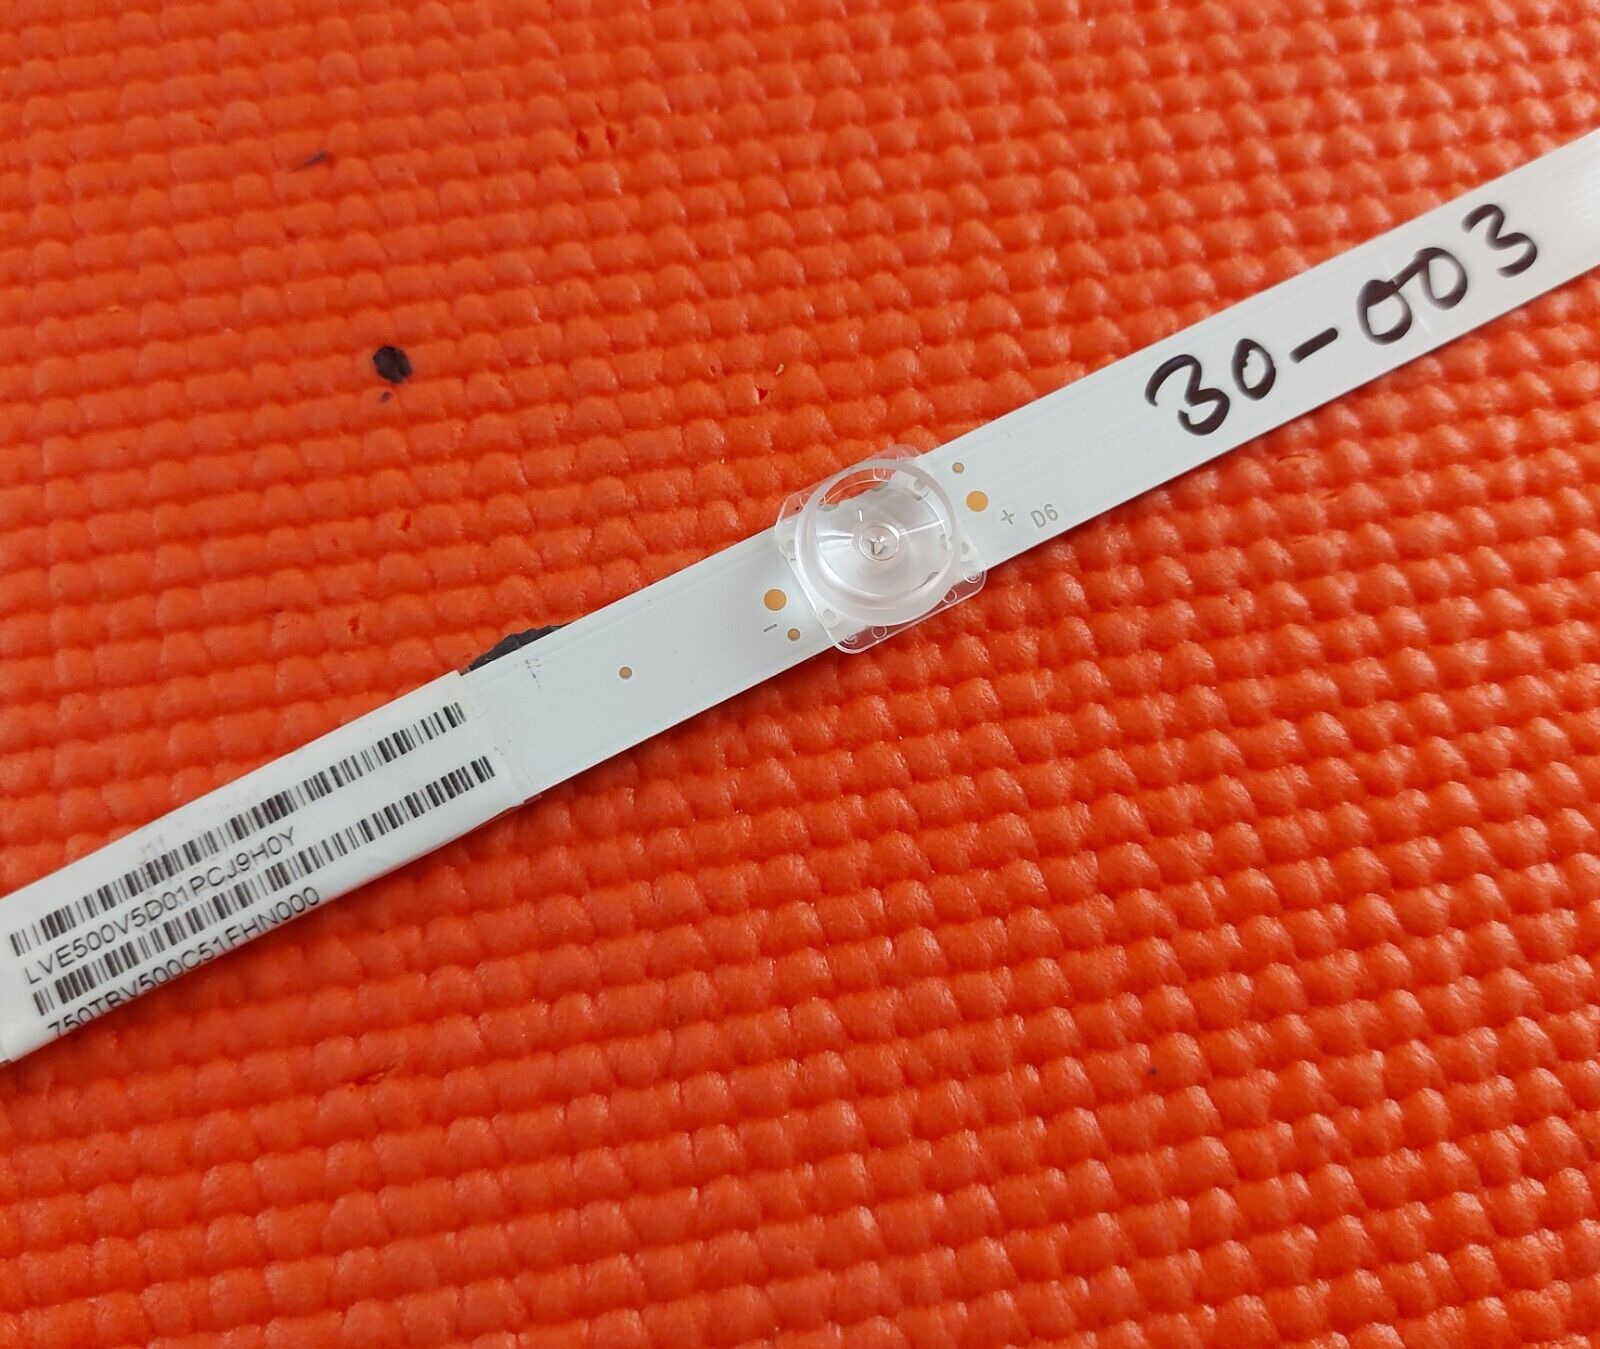 30-003
+ D6
-
LVE500V5D01PCJ9H0Y
750TBV500C51FHN000